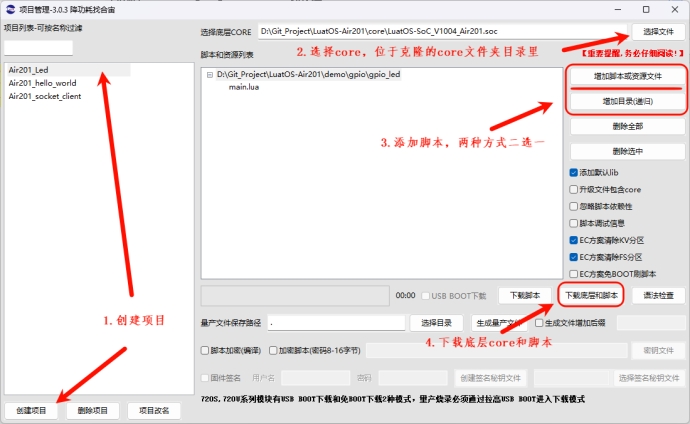 项目管理-3.0.3 降功耗找合宙
项目列表-可按名称过滤
Air201_Led
Air201_hello_world
Air201_socket_client
选择底层CORE
D:\Git_Project\LuatOS-Air201\core\LuatOS-SoC_V1004_Air201.soc
选择文件
2.选择core，位于克隆的core文件夹目录里
【重要提醒,务必仔细阅读!】
脚本和资源列表
D:\Git_Project\LuatOS-Air201\demo\gpio\gpio_led
main.lua
增加脚本或资源文件
增加目录(递归)
3.添加脚本，两种方式二选一
删除全部
删除选中
添加默认lib
升级文件包含core
忽略脚本依赖性
脚本调试信息
EC方案清除KV分区
EC方案清除FS分区
EC方案免BOOT刷脚本
00:00
USB BOOT下载
下载脚本
下载底层和脚本
语法检查
1.创建项目
量产文件保存路径
.
选择目录
生成量产文件
生成文件增加后缀
4.下载底层core和脚本
脚本加密(编译)
加密脚本(密码8-16字节)
密钥文件
固件签名
用户名
密码
创建签名秘钥文件
选择签名秘钥文件
创建项目
删除项目
项目改名
720S,720U系列模块有USB BOOT下载和免BOOT下载2种模式，量产烧录必须通过拉高USB BOOT进入下载模式